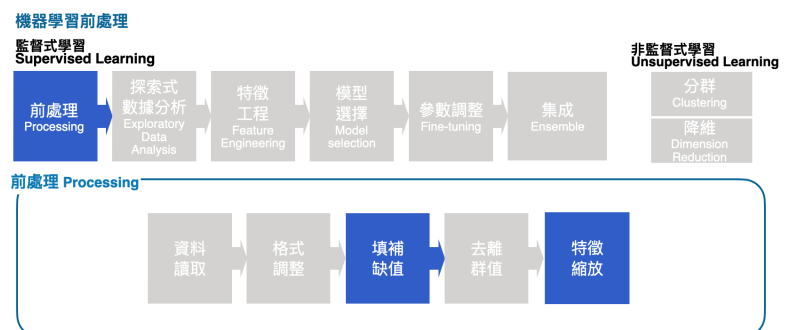 機器學習前處理
監督式學習
Supervised Learning
非監督式學習
Unsupervised Learning
前處理
Processing
探索式
數據分析
Exploratory
Data
Analysis
特徵
工程
Feature
Engineering
模型
選擇
Model
selection
參數調整
Fine-tuning
集成
Ensemble
分群
Clustering
降維
Dimension
Reduction
前處理 Processing
資料
讀取
格式
調整
填補
缺值
去離
群值
特徵
縮放